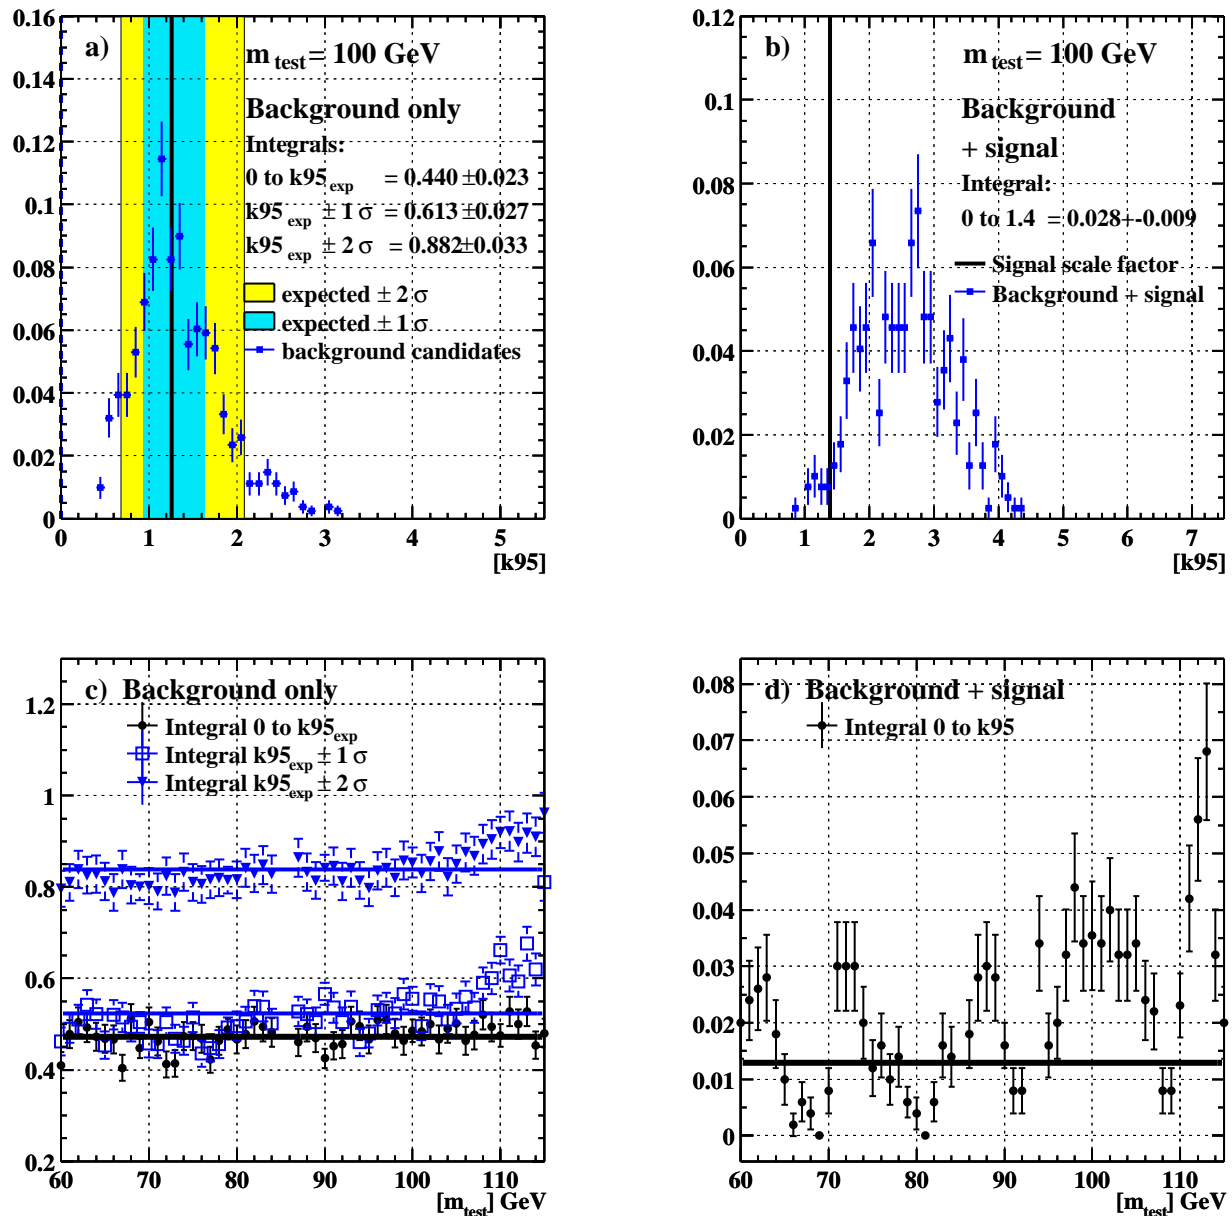 a)
m test = 100 GeV
Background only
Integrals:
0 to k95exp = 0.440 ±0.023
k95exp ± 1 σ = 0.613±0.027
k95exp ± 2 σ = 0.882±0.033
expected ± 2 σ
expected ± 1 σ
background candidates
0.16
0.14
0.12
0.1
0.08
0.06
0.04
0.02
0
0 1 2 3 4 5
[k95]
b)
m test = 100 GeV
Background
+ signal
Integral:
0 to 1.4 = 0.028+-0.009
Signal scale factor
Background + signal
0.12
0.1
0.08
0.06
0.04
0.02
0
0 1 2 3 4 5 6 7
[k95]
c) Background only
Integral 0 to k95exp
Integral k95exp ± 1 σ
Integral k95exp ± 2 σ
1.2
1
0.8
0.6
0.4
0.2
60 70 80 90 100 110
[mtest] GeV
d) Background + signal
Integral 0 to k95
0.08
0.07
0.06
0.05
0.04
0.03
0.02
0.01
0
60 70 80 90 100 110
[mtest] GeV